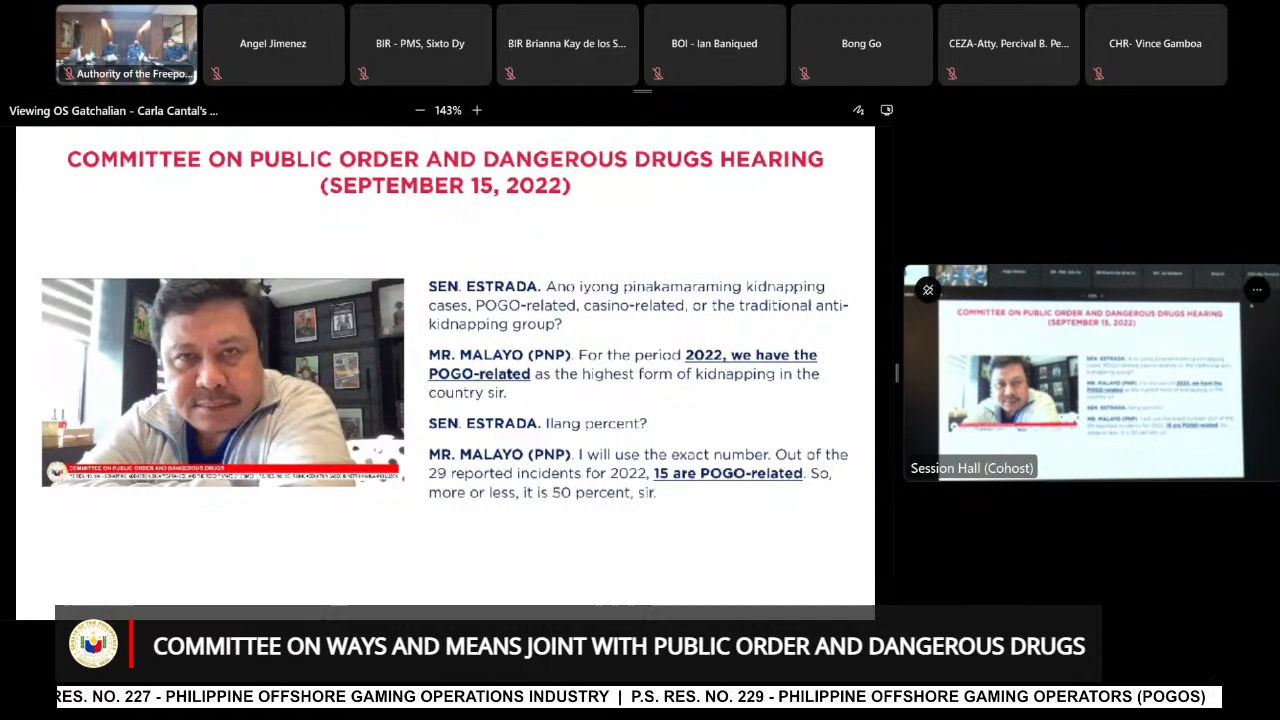 Authority of the Freepo...
Angel Jimenez
BIR - PMS, Sixto Dy
BIR Brianna Kay de los S...
BOI - Ian Baniqued
Bong Go
CEZA-Atty. Percival B. Pe...
CHR- Vince Gamboa
Viewing OS Gatchalian - Carla Cantal's ...
143%
COMMITTEE ON PUBLIC ORDER AND DANGEROUS DRUGS HEARING
(SEPTEMBER 15, 2022)
SEN. ESTRADA. Ano iyong pinakamaraming kidnapping
cases, POGO-related, casino-related, or the traditional anti-
kidnapping group?
MR. MALAYO (PNP). For the period 2022, we have the
POGO-related as the highest form of kidnapping in the
country sir.
SEN. ESTRADA. Ilang percent?
MR. MALAYO (PNP). I will use the exact number. Out of the
29 reported incidents for 2022, 15 are POGO-related. So,
more or less, it is 50 percent, sir.
COMMITTEE ON PUBLIC ORDER AND DANGEROUS DRUGS
COMMITTEE ON PUBLIC ORDER AND DANGEROUS DRUGS HEARING
(SEPTEMBER 15, 2022)
Session Hall (Cohost)
COMMITTEE ON WAYS AND MEANS JOINT WITH PUBLIC ORDER AND DANGEROUS DRUGS
RES. NO. 227 - PHILIPPINE OFFSHORE GAMING OPERATIONS INDUSTRY | P.S. RES. NO. 229 - PHILIPPINE OFFSHORE GAMING OPERATORS (POGOS)